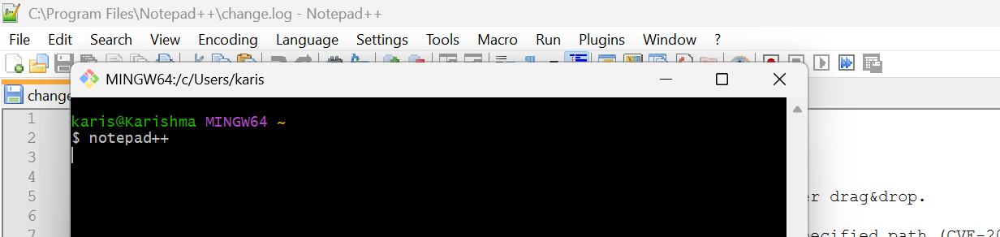 C:\Program Files\Notepad++\change.log - Notepad++
File Edit Search View Encoding Language Settings Tools Macro Run Plugins Window ?
MINGW64:/c/Users/karis
change
1
karis@Karishma MINGW64 ~
2
$ notepad++
3
4
5
er drag&drop.
6
7
ecified path (CVE-20